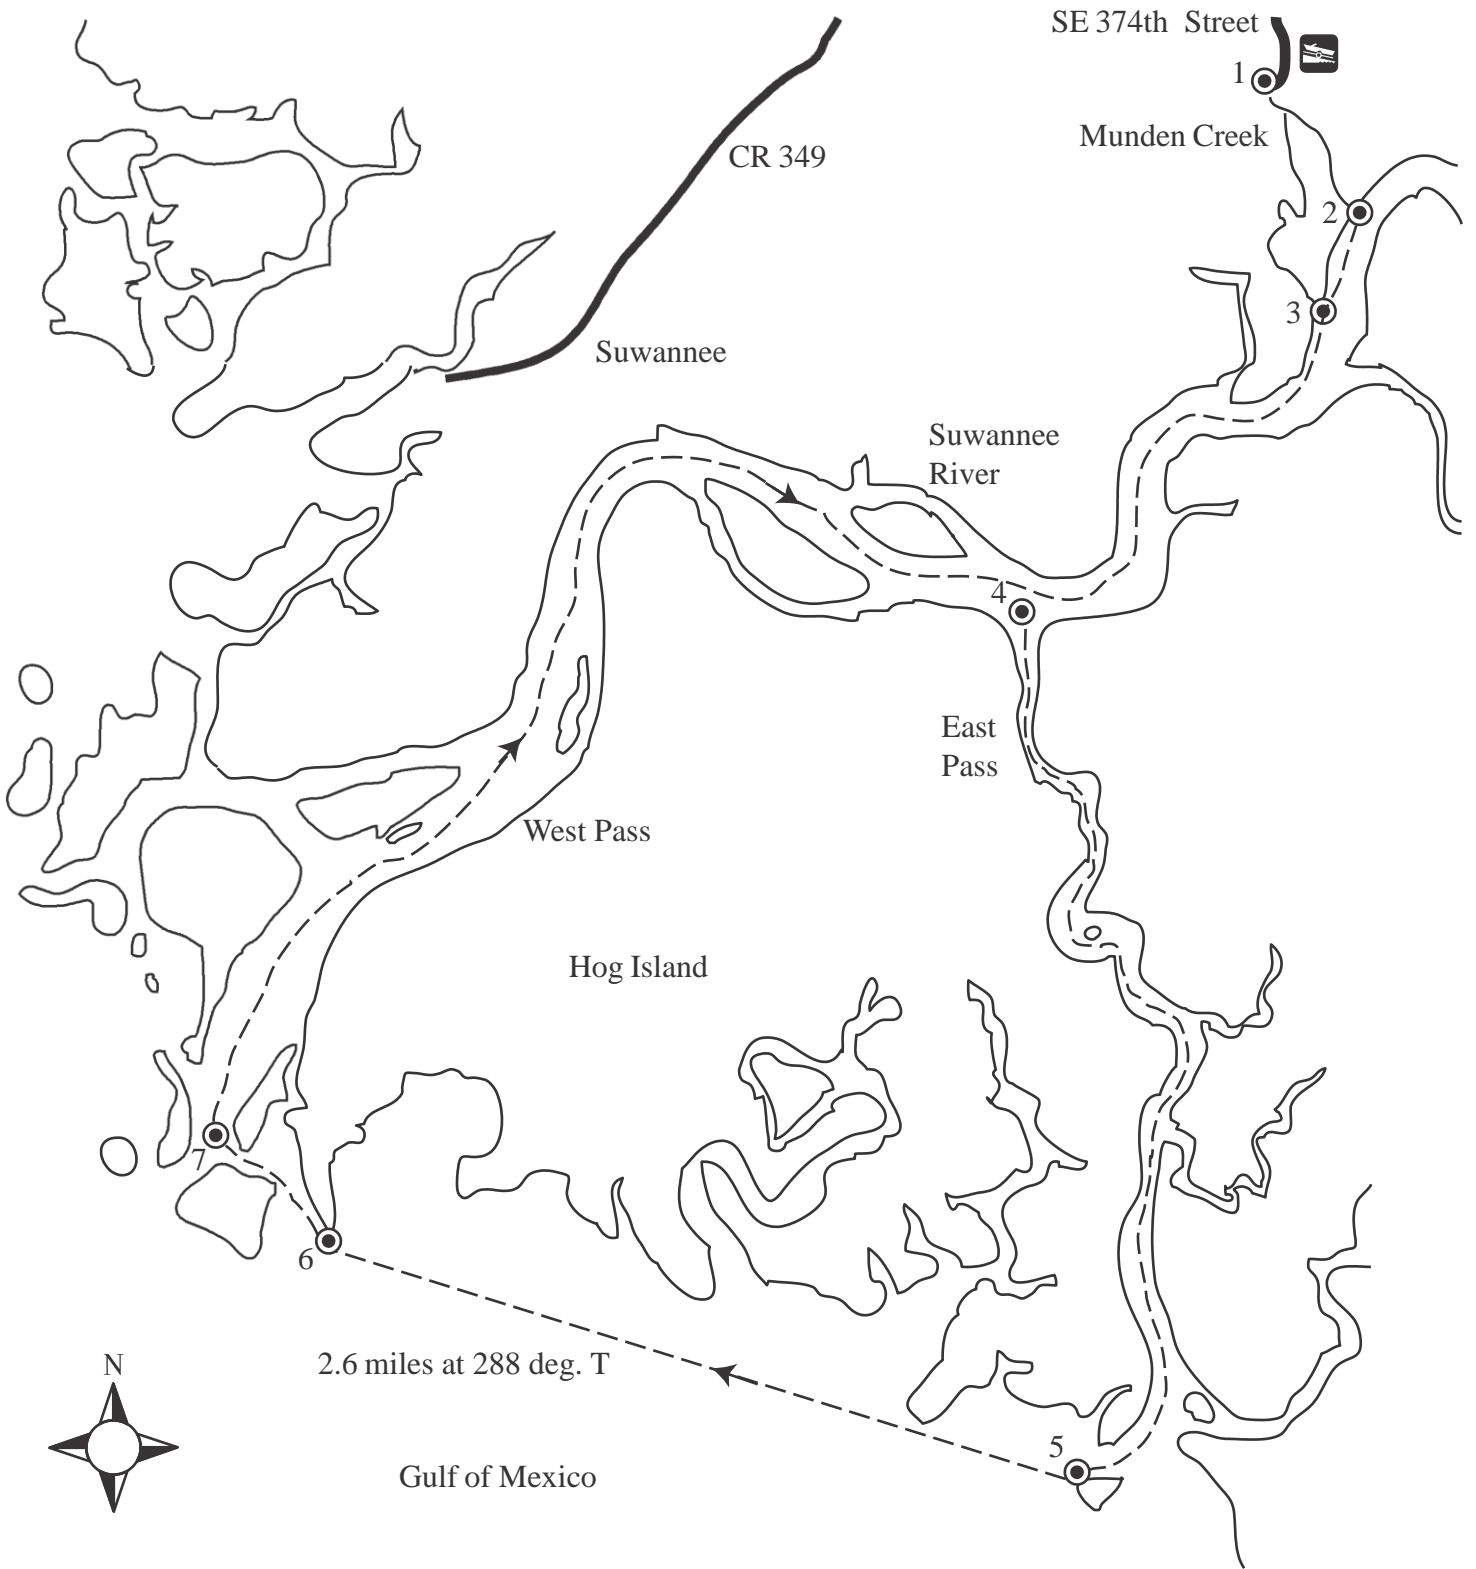 SE 374th Street
1
Munden Creek
CR 349
2
3
Suwannee
Suwannee
River
4
East
Pass
West Pass
Hog Island
7
6
2.6 miles at 288 deg. T
N
5
Gulf of Mexico